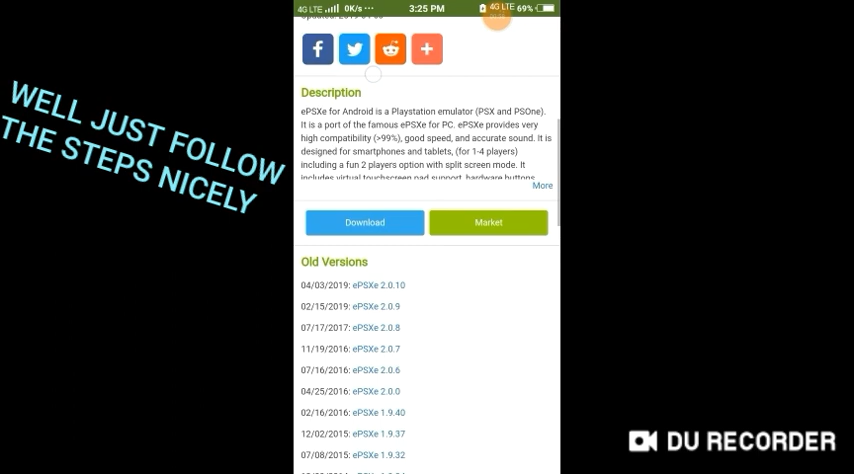 4G LTE 0K/s ··· 3:25 PM 4G LTE 69%
WELL JUST FOLLOW
THE STEPS NICELY
Description
ePSXe for Android is a Playstation emulator (PSX and PSOne).
It is a port of the famous ePSXe for PC. ePSXe provides very
high compatibility (>99%), good speed, and accurate sound. It is
designed for smartphones and tablets, (for 1-4 players)
including a fun 2 players option with split screen mode. It
includes virtual touchscreen pad support, hardware buttons
More
Download Market
Old Versions
04/03/2019: ePSXe 2.0.10
02/15/2019: ePSXe 2.0.9
07/17/2017: ePSXe 2.0.8
11/19/2016: ePSXe 2.0.7
07/16/2016: ePSXe 2.0.6
04/25/2016: ePSXe 2.0.0
02/16/2016: ePSXe 1.9.40
12/02/2015: ePSXe 1.9.37
07/08/2015: ePSXe 1.9.32
DU RECORDER